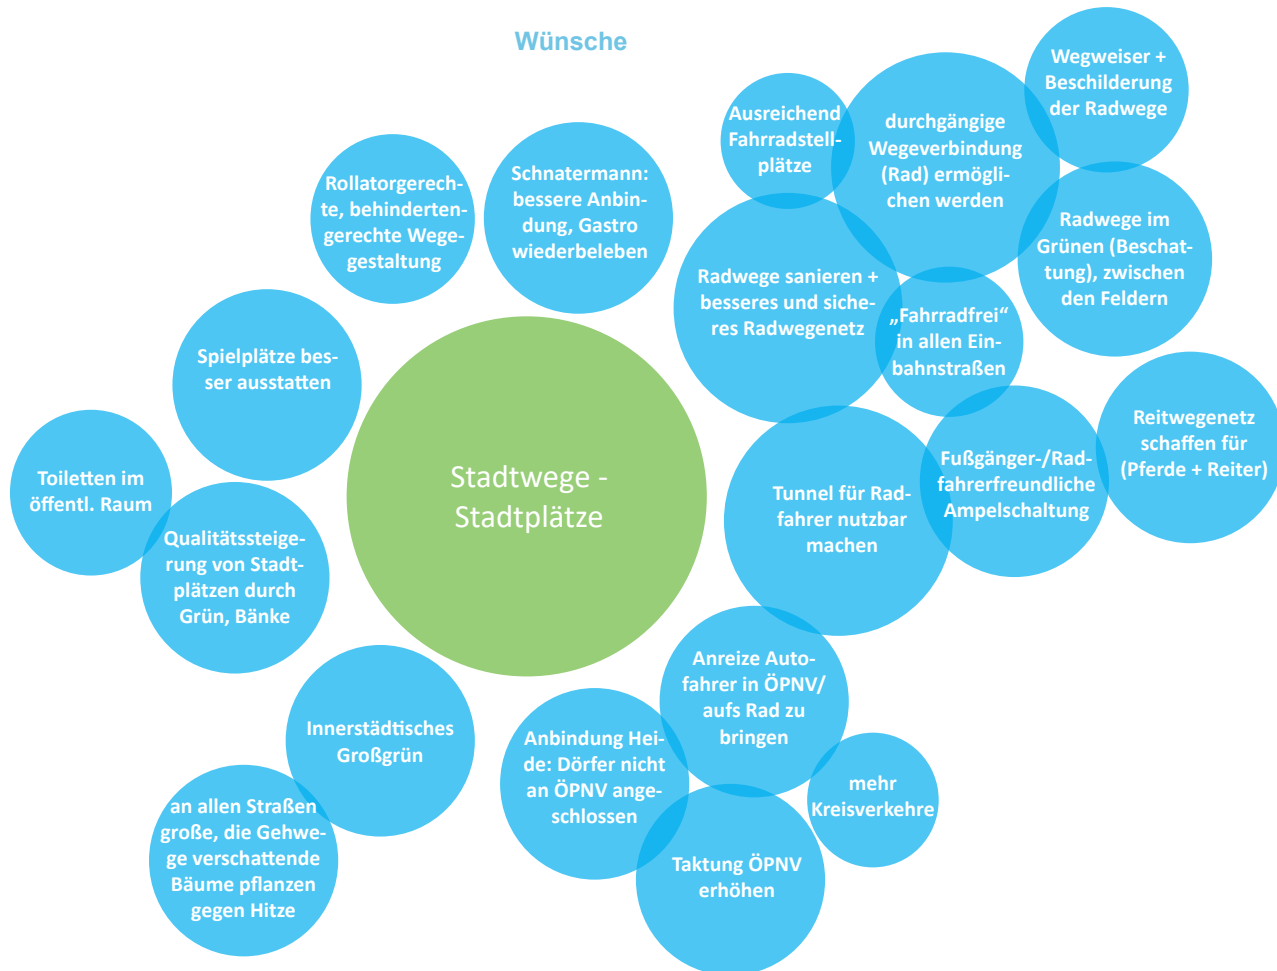 Wünsche
Wegweiser +
Beschilderung
der Radwege
Ausreichend
Fahrradstell-
plätze
durchgängige
Wegeverbindung
(Rad) ermögli-
chen werden
Rollatorgerech-
te, behinderten-
gerechte Wege-
gestaltung
Schnatermann:
bessere Anbin-
dung, Gastro
wiederbeleben
Radwege im
Grünen (Beschat-
tung), zwischen
den Feldern
Radwege sanieren +
besseres und siche-
res Radwegenetz
„Fahrradfrei“
in allen Ein-
bahnstraßen
Spielplätze bes-
ser ausstatten
Reitwegenetz
schaffen für
(Pferde + Reiter)
Toiletten im
öffentl. Raum
Stadtwege -
Stadtplätze
Tunnel für Rad-
fahrer nutzbar
machen
Fußgänger-/Rad-
fahrerfreundliche
Ampelschaltung
Qualitätssteige-
rung von Stadt-
plätzen durch
Grün, Bänke
Anreize Auto-
fahrer in ÖPNV/
aufs Rad zu
bringen
Innerstädtisches
Großgrün
Anbindung Hei-
de: Dörfer nicht
an ÖPNV ange-
schlossen
mehr
Kreisverkehre
an allen Straßen
große, die Gehwe-
ge verschattende
Bäume pflanzen
gegen Hitze
Taktung ÖPNV
erhöhen